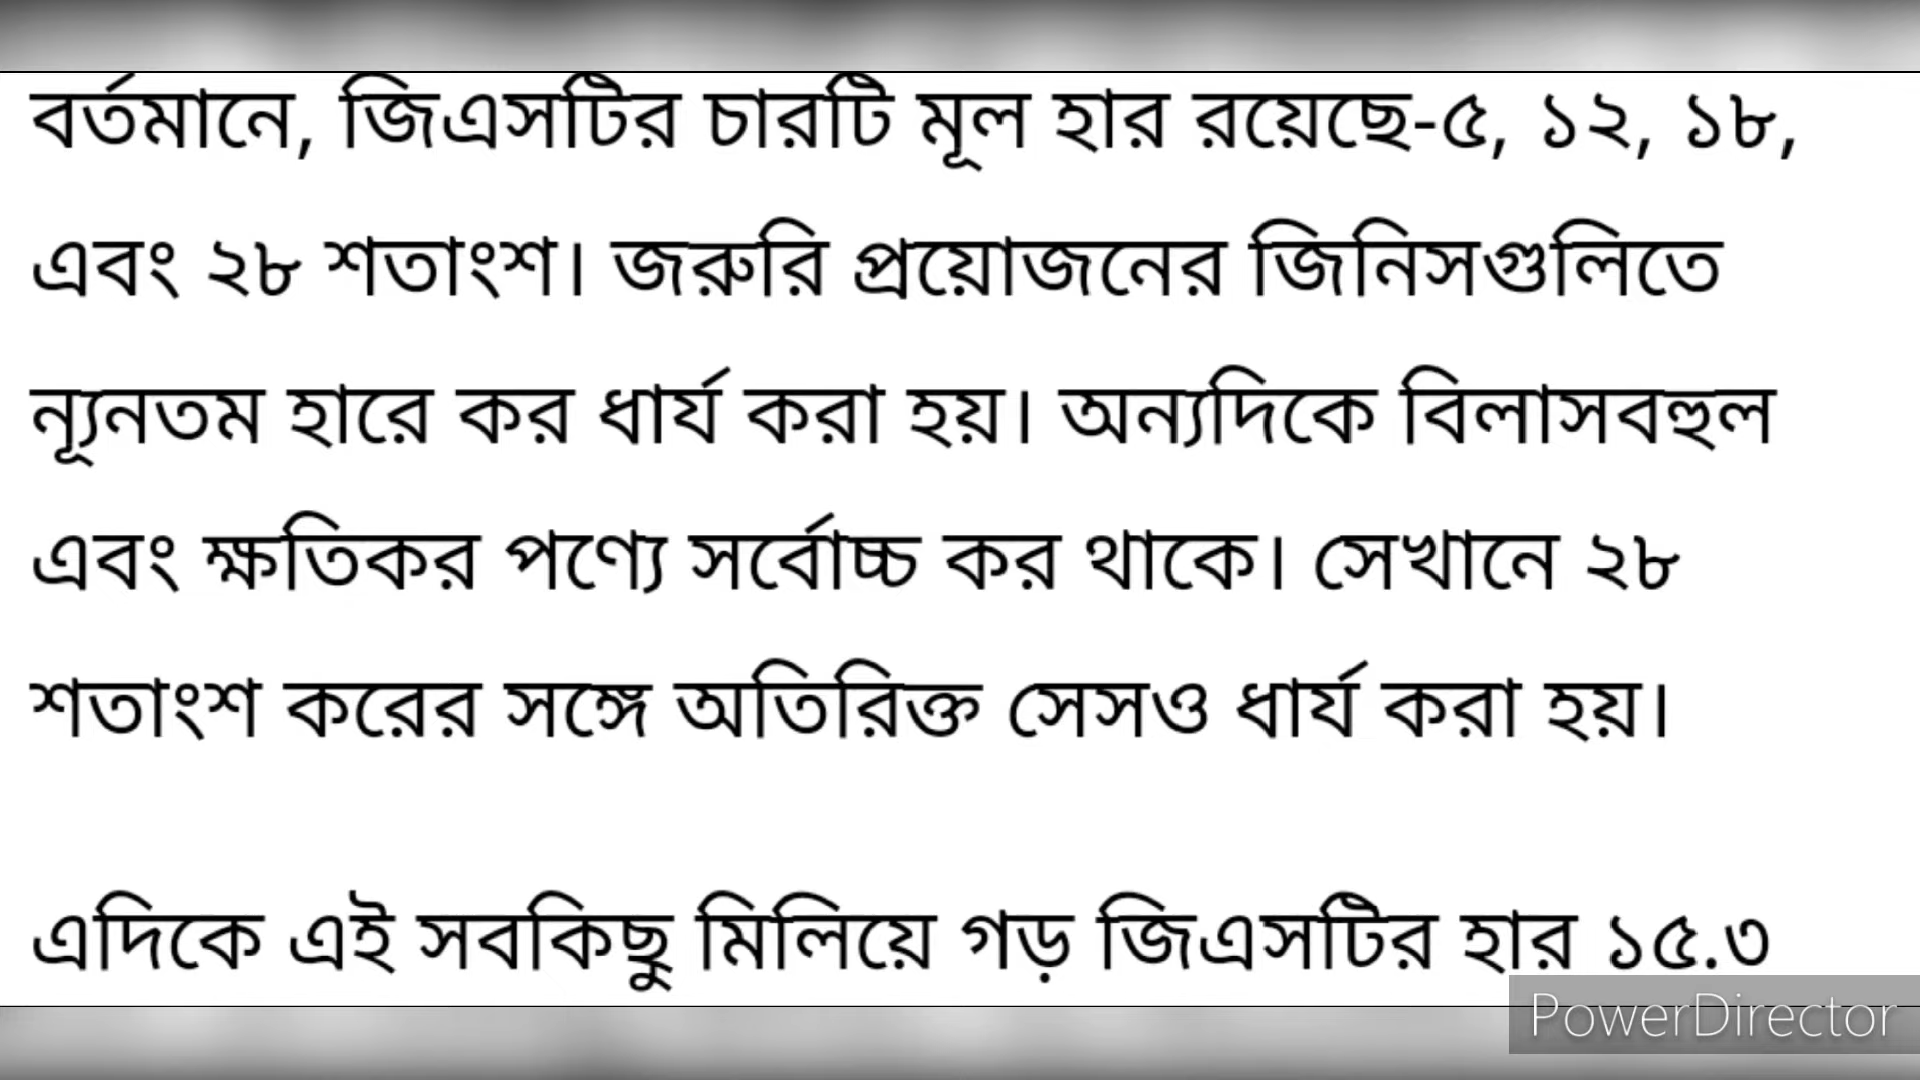 বর্তমানে, জিএসটির চারটি মূল হার রয়েছে-৫, ১২, ১৮,
এবং ২৮ শতাংশ। জরুরি প্রয়োজনের জিনিসগুলিতে
ন্যূনতম হারে কর ধার্য করা হয়। অন্যদিকে বিলাসবহুল
এবং ক্ষতিকর পণ্যে সর্বোচ্চ কর থাকে। সেখানে ২৮
শতাংশ করের সঙ্গে অতিরিক্ত সেসও ধার্য করা হয়।
এদিকে এই সবকিছু মিলিয়ে গড় জিএসটির হার ১৫.৩
PowerDirector